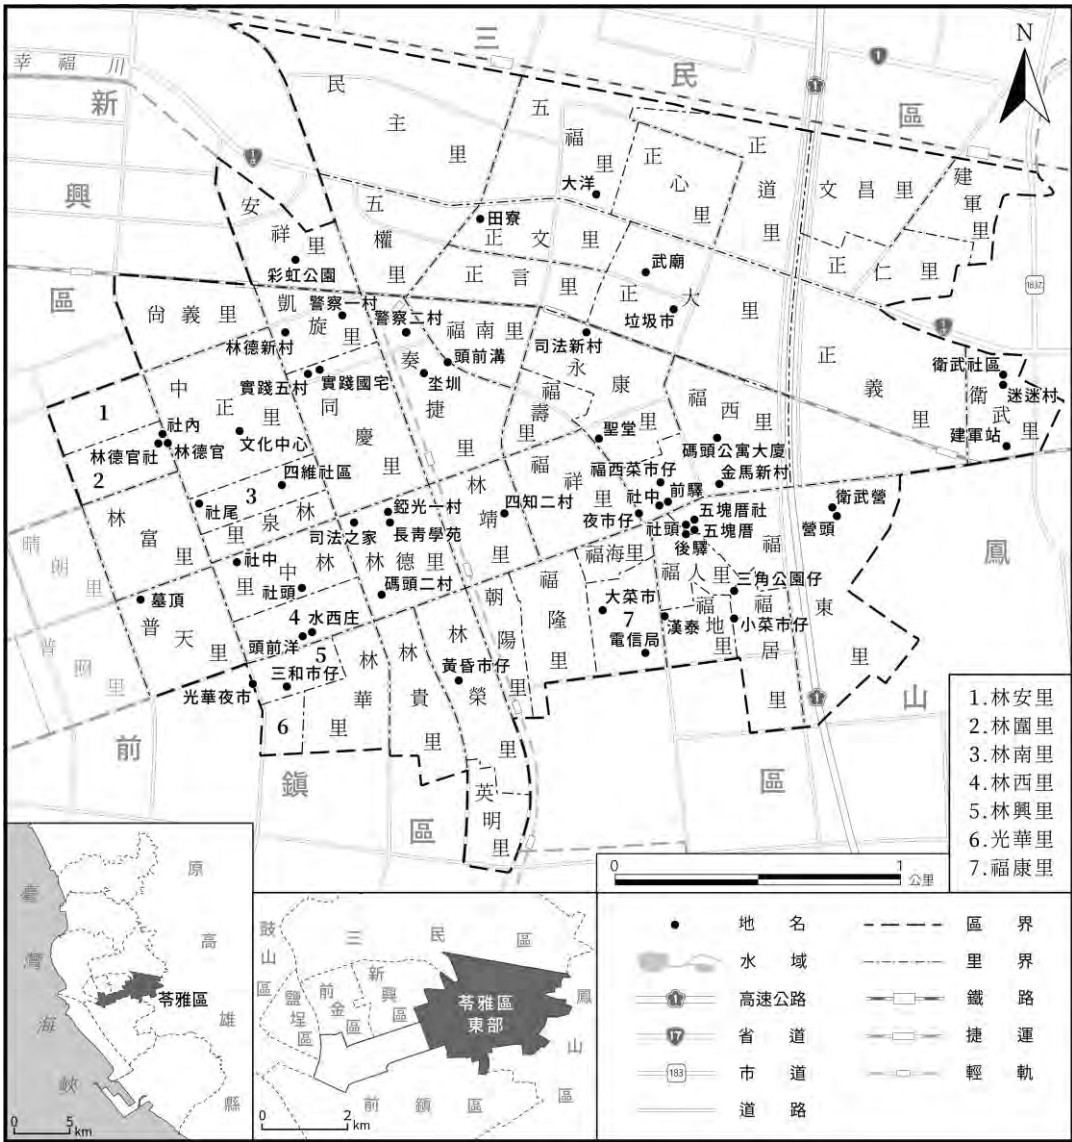 三民區
幸福川
新興區
N
1
1
1
民主里
五福里
正心里
正道里
文昌里
建軍里
安祥里
五權里
大洋
田寮
正文里
正言里
正大里
正仁里
彩虹公園
武廟
垃圾市
183乙
1
尚義里
凱旋里
警察一村
警察二村
福南里
林德新村
司法新村
頭前溝
坔圳
實踐五村
實踐國宅
正義里
衛武社區
迷迷村
衛武里
建軍站
中正里
同慶里
奏捷里
福壽里
永康里
福西里
1
社內
林德官社
林德官
文化中心
聖堂
碼頭公寓大廈
2
四維社區
3
福祥里
福西菜市仔
金馬新村
社中
前驛
林富里
社尾
林泉里
錏光一村
長青學苑
司法之家
林靖里
四知二村
夜市仔
社頭
五塊厝社
五塊厝
後驛
衛武營
營頭
晴朗里
社中
林中里
社頭
林德里
碼頭二村
福海里
福人里
三角公園仔
福東里
鳳山區
墓頂
普天里
4
水西庄
頭前洋
5
朝陽里
福隆里
大菜市
7
電信局
漢泰
福地里
小菜市仔
福居里
普照里
光華夜市
三和市仔
6
林華里
林貴里
林榮里
黃昏市仔
英明里
1
前鎮區
1.林安里
2.林圍里
3.林南里
4.林西里
5.林興里
6.光華里
7.福康里
0 1
公里
臺灣海峽
原高雄縣
苓雅區
0 5
km
鼓山區
鹽埕區
前金區
新興區
三民區
苓雅區
東部
鳳山區
前鎮區
0 2
km
地名
區界
水域
里界
1 高速公路
鐵路
17 省道
捷運
183 市道
輕軌
道路